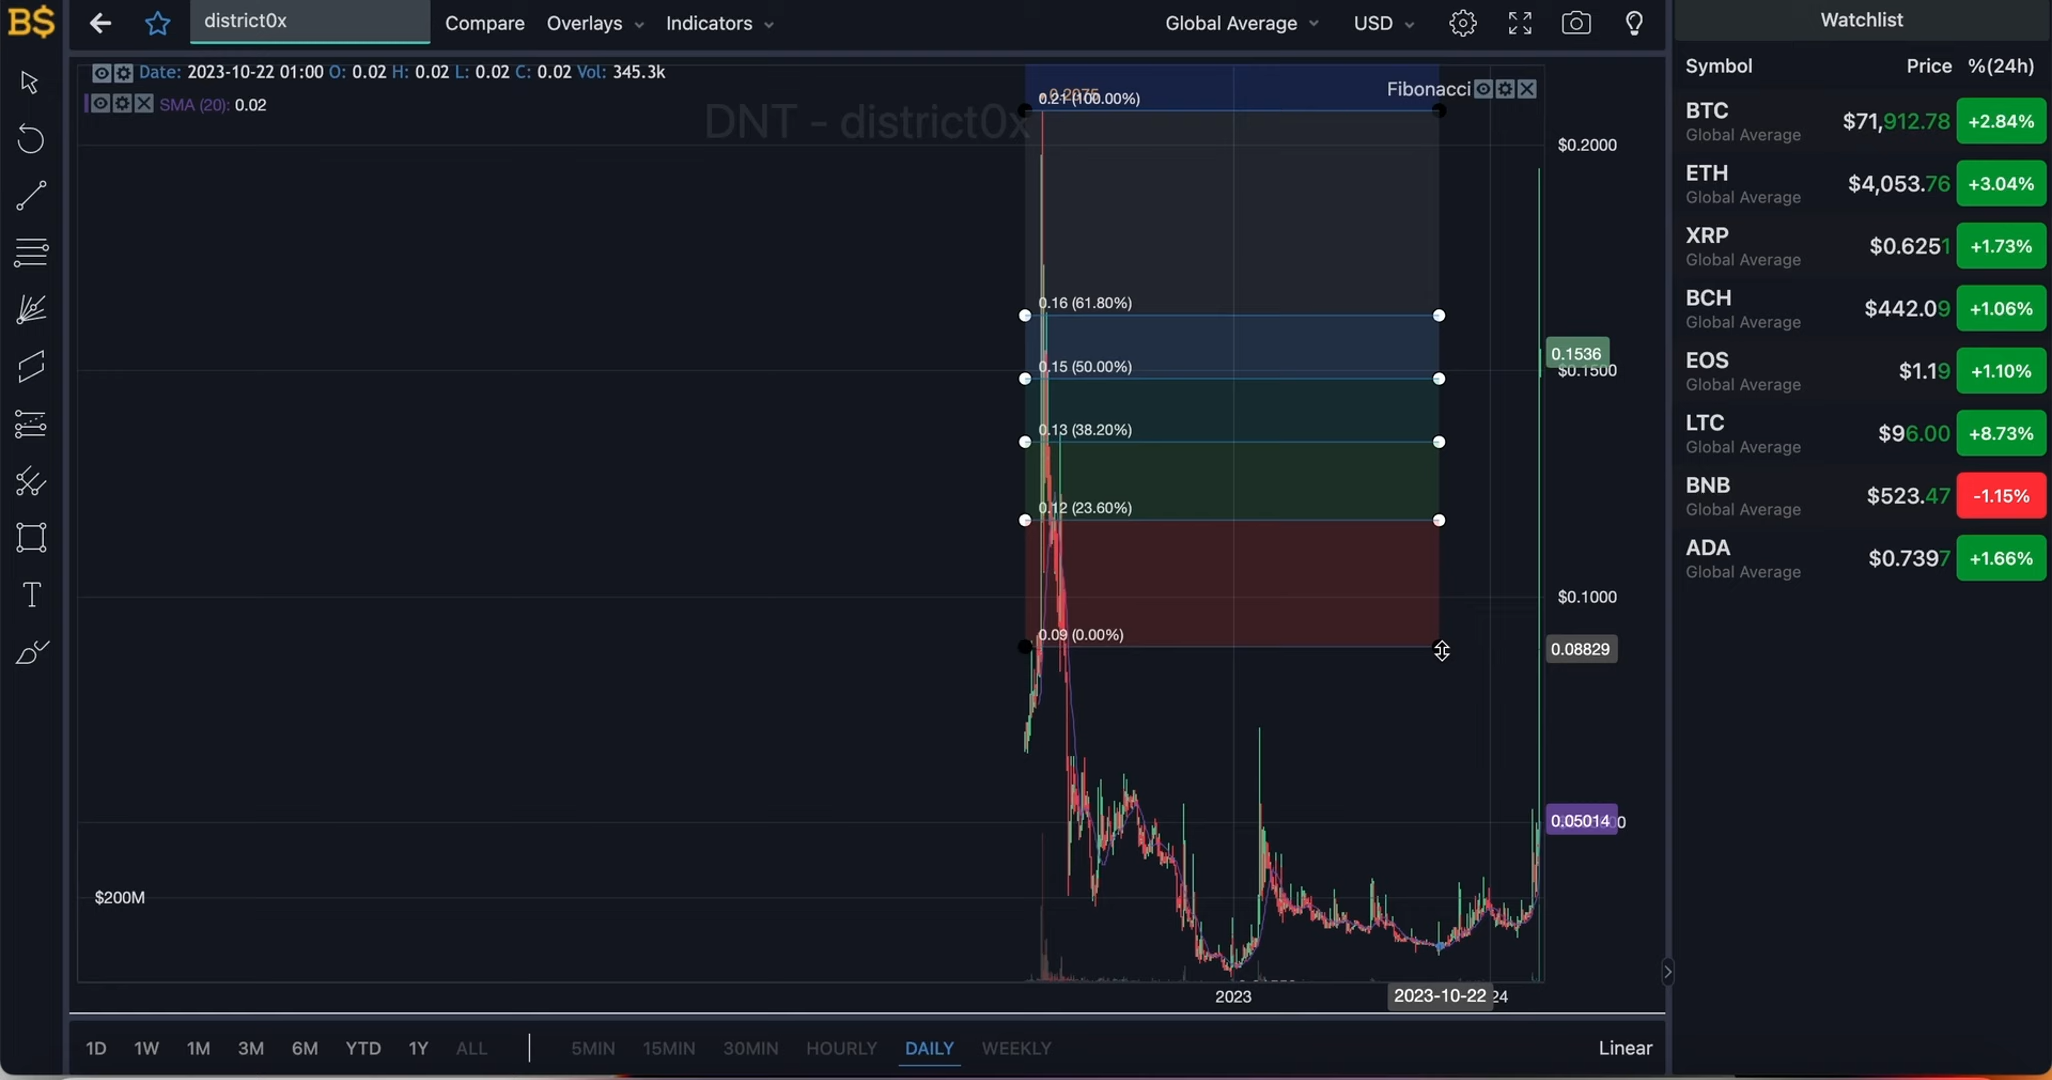 B$
district0x
Compare
Overlays
Indicators
Global Average
USD
Watchlist
Date: 2023-10-22 01:00 O: 0.02 H: 0.02 L: 0.02 C: 0.02 Vol: 345.3k
SMA (20): 0.02
DNT - district0x
Fibonacci
0.2075
0.21 (100.00%)
0.16 (61.80%)
0.15 (50.00%)
0.13 (38.20%)
0.12 (23.60%)
0.09 (0.00%)
$0.2000
0.1536
$0.1500
$0.1000
0.08829
0.05014
$200M
2023
2023-10-22
24
Symbol Price %(24h)
BTC $71,912.78 +2.84%
Global Average
ETH $4,053.76 +3.04%
Global Average
XRP $0.6251 +1.73%
Global Average
BCH $442.09 +1.06%
Global Average
EOS $1.19 +1.10%
Global Average
LTC $96.00 +8.73%
Global Average
BNB $523.47 -1.15%
Global Average
ADA $0.7397 +1.66%
Global Average
T
1D 1W 1M 3M 6M YTD 1Y ALL 5MIN 15MIN 30MIN HOURLY DAILY WEEKLY Linear